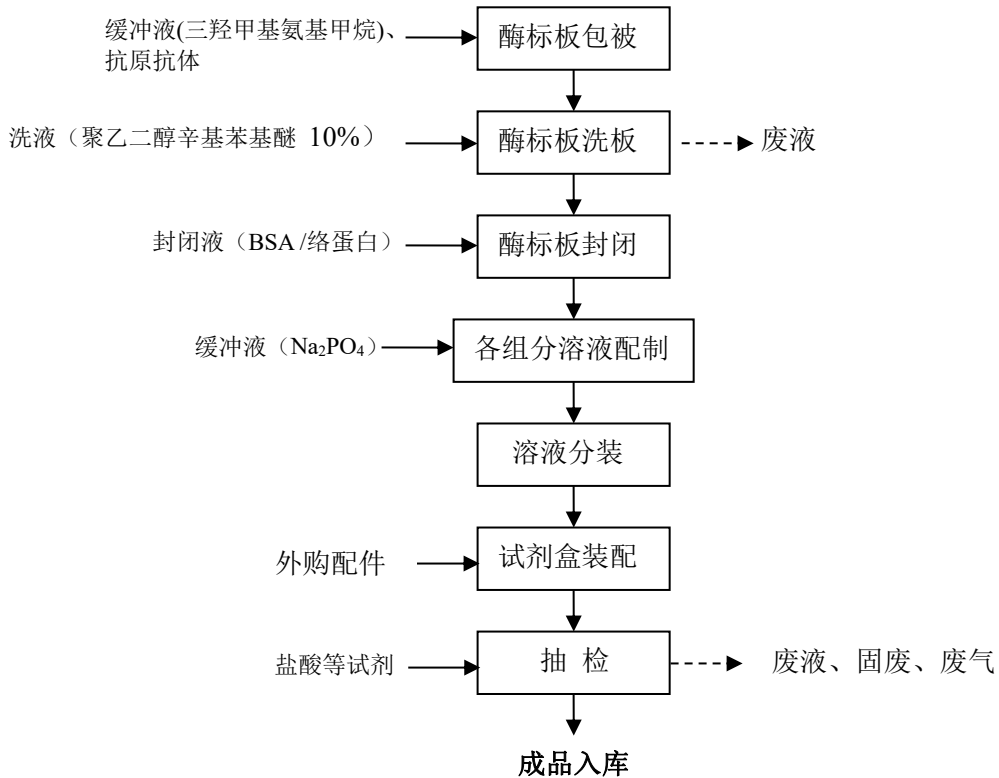 缓冲液(三羟甲基氨基甲烷)、
抗原抗体
酶标板包被
洗液（聚乙二醇辛基苯基醚 10%）
酶标板洗板
废液
封闭液（BSA /络蛋白）
酶标板封闭
缓冲液（Na₂PO₄）
各组分溶液配制
溶液分装
外购配件
试剂盒装配
盐酸等试剂
抽 检
废液、固废、废气
成品入库